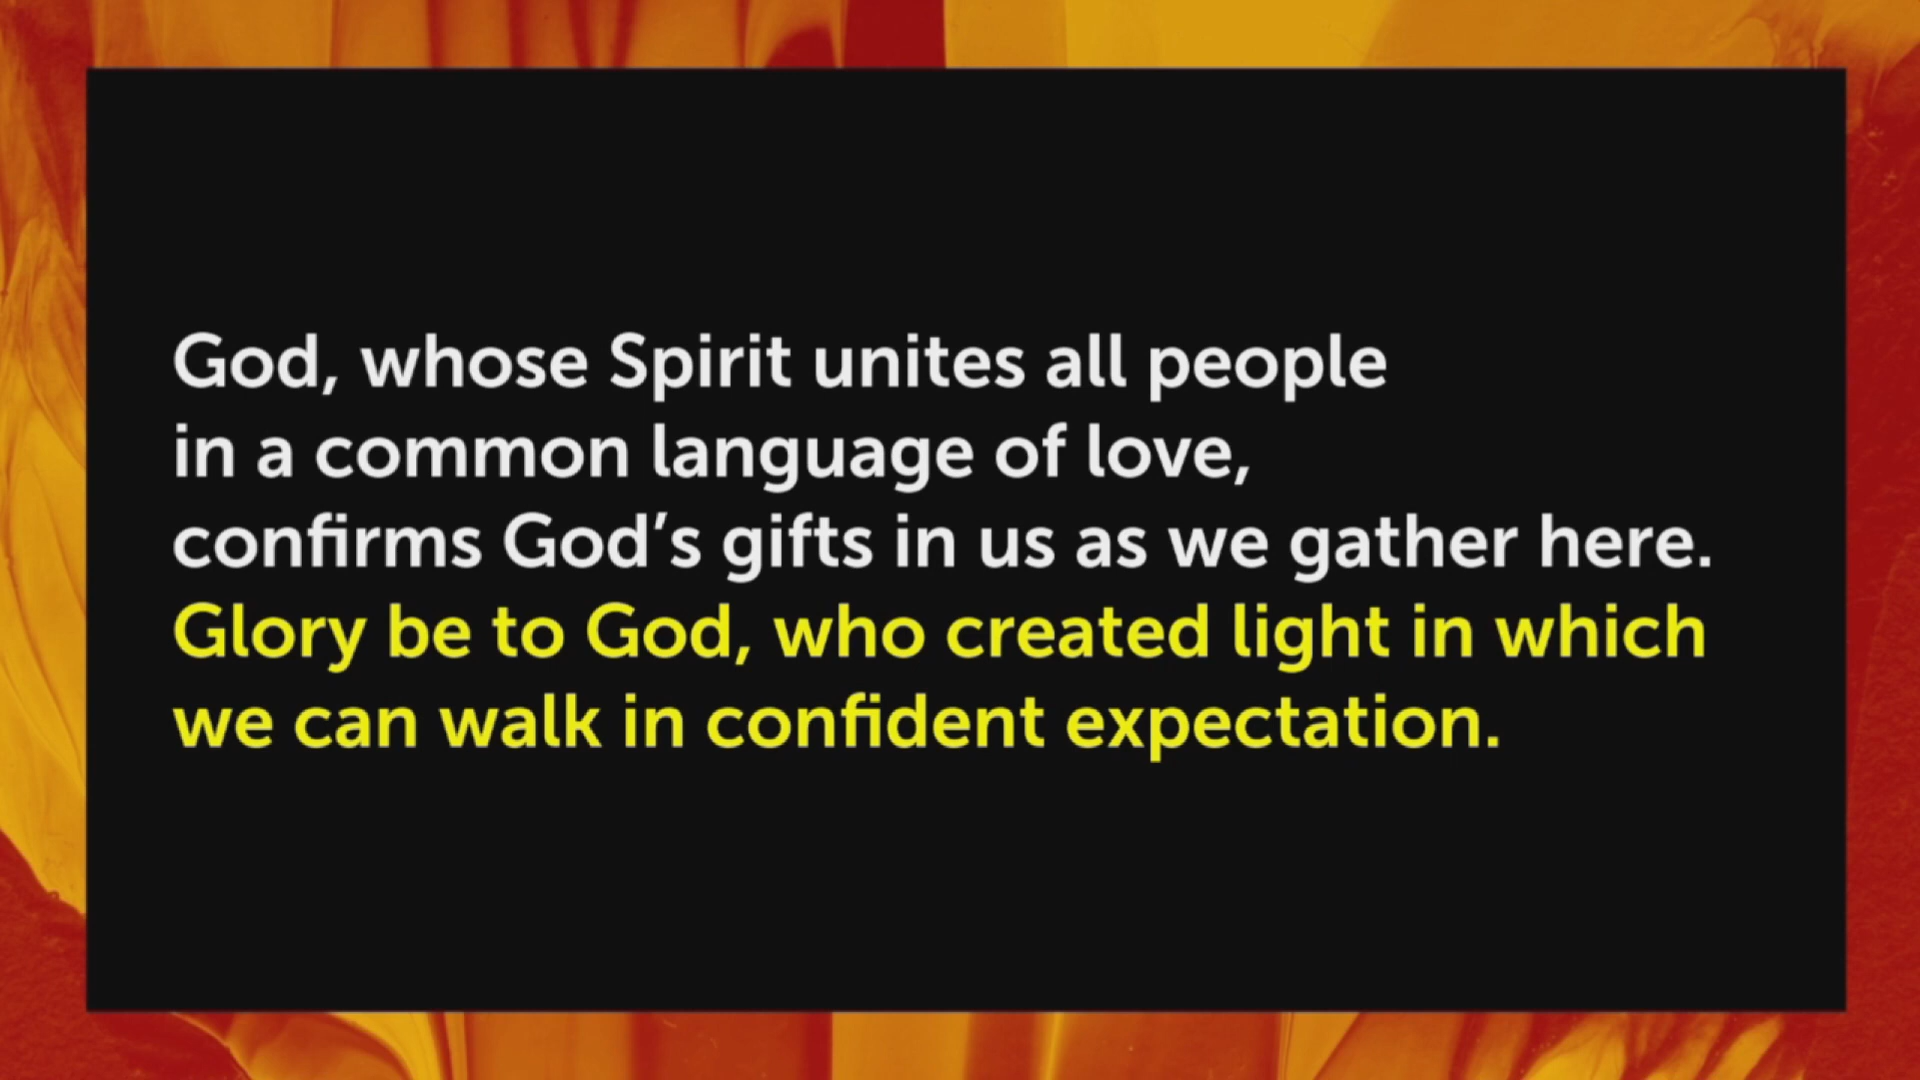 God, whose Spirit unites all people
in a common language of love,
confirms God’s gifts in us as we gather here.
Glory be to God, who created light in which
we can walk in confident expectation.